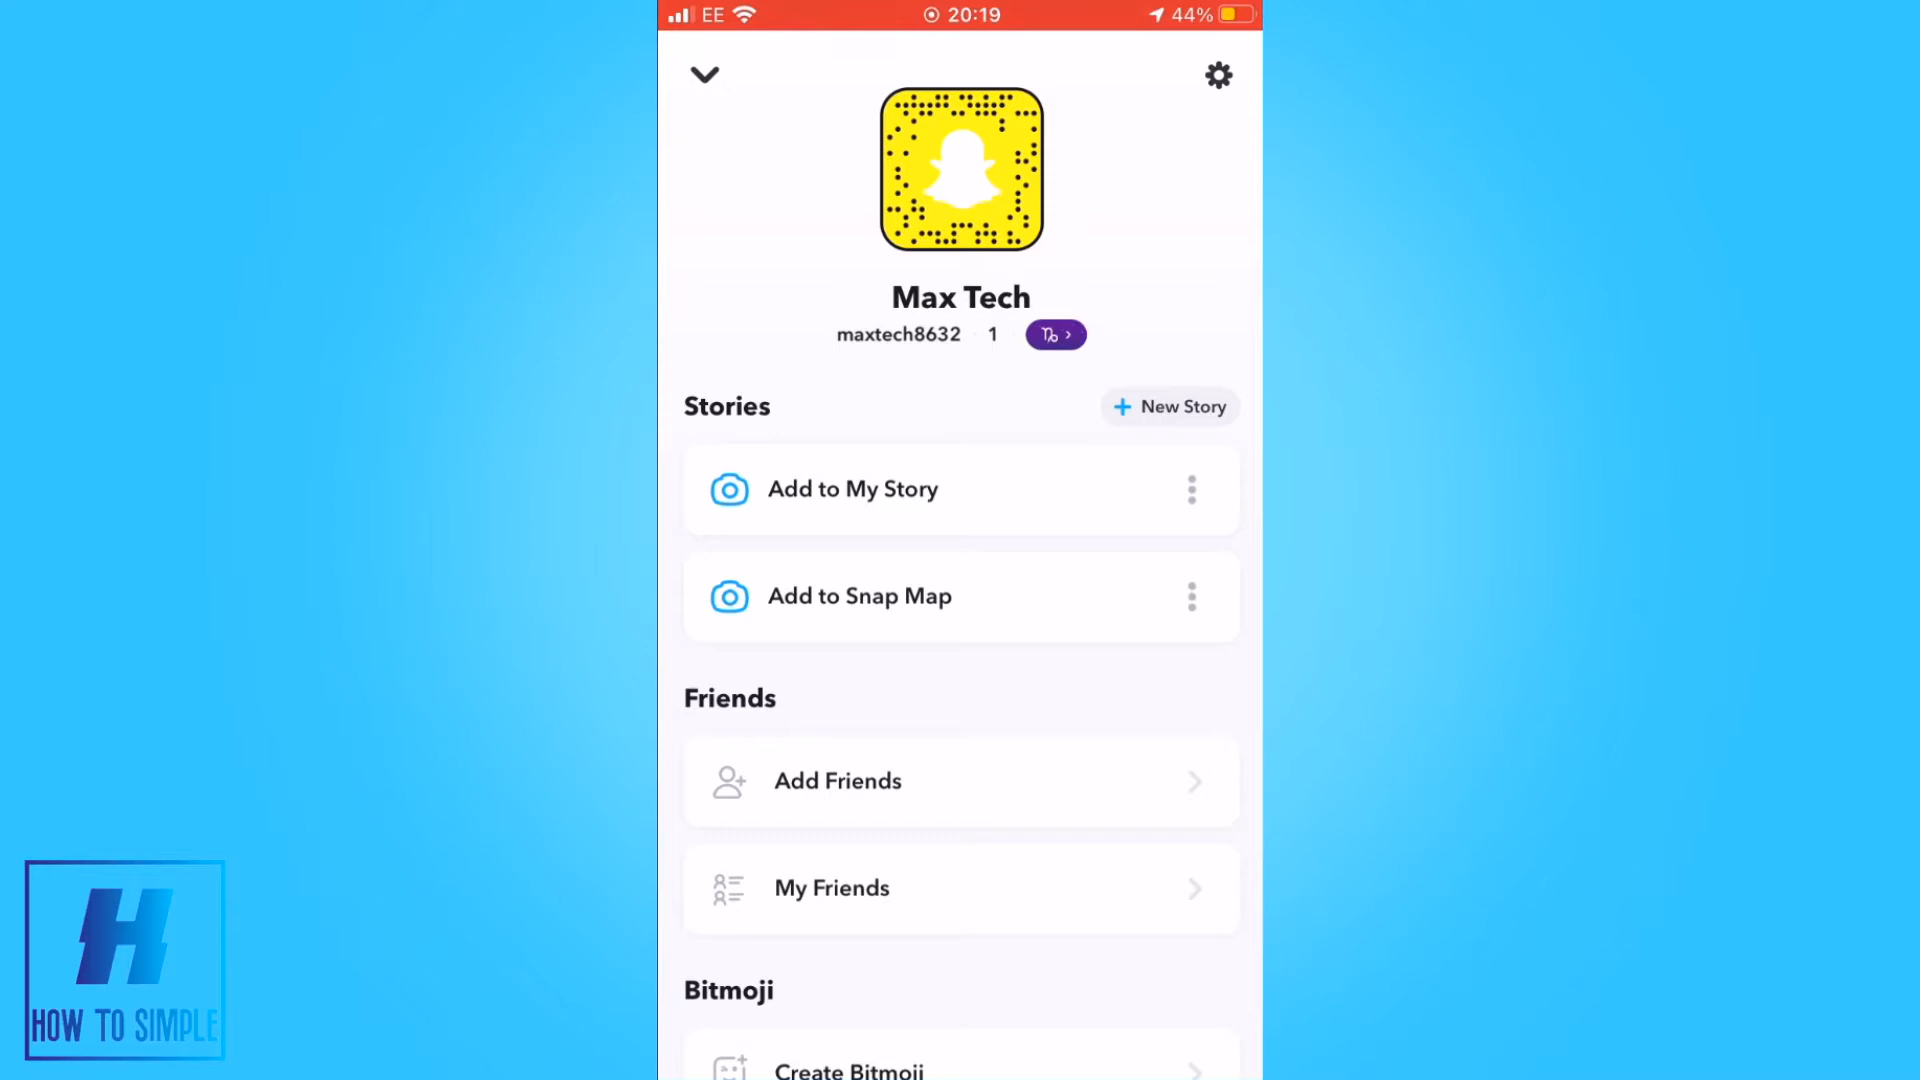 EE 20:19 44%
Max Tech
maxtech8632 1
Stories
New Story
Add to My Story
Add to Snap Map
Friends
Add Friends
My Friends
Bitmoji
Create Bitmoji
H
HOW TO SIMPLE